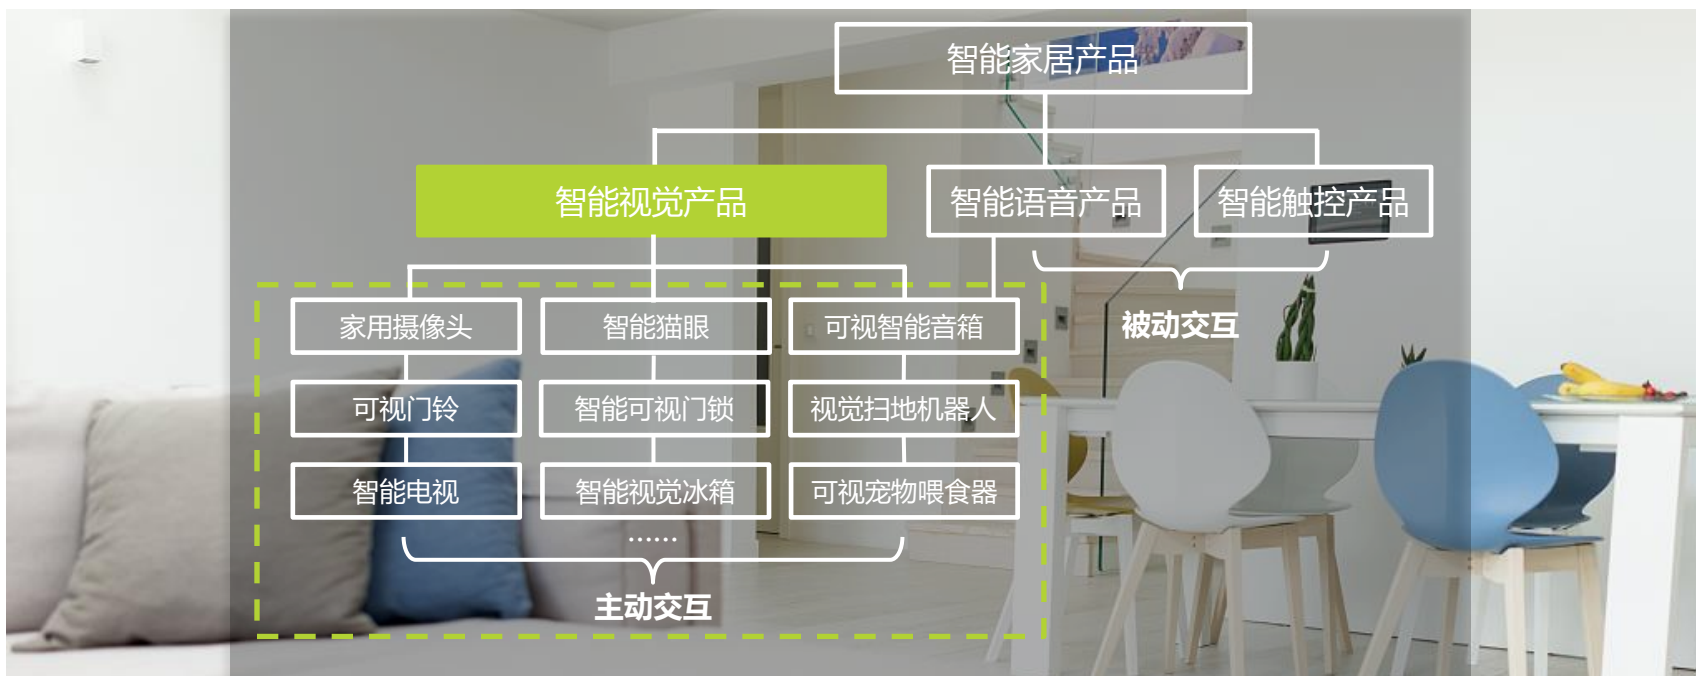 智能家居产品
智能视觉产品
智能语音产品
智能触控产品
家用摄像头
智能猫眼
可视智能音箱
被动交互
可视门铃
智能可视门锁
视觉扫地机器人
智能电视
智能视觉冰箱
可视宠物喂食器
……
主动交互